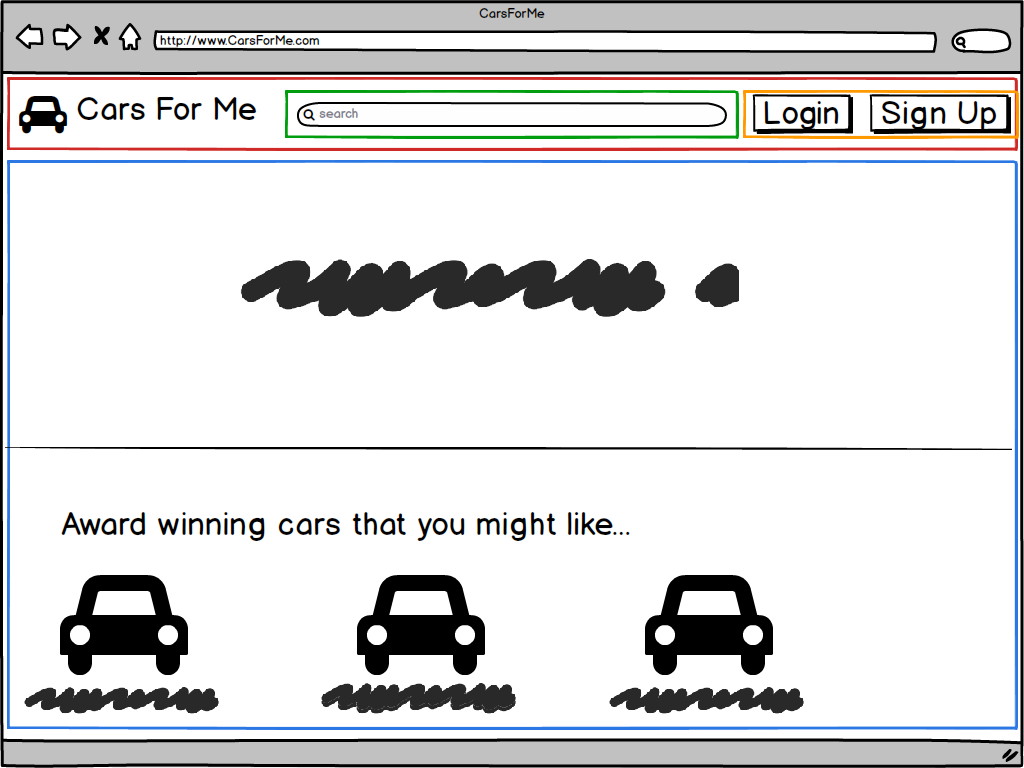 CarsForMe
http://www.CarsForMe.com
Cars For Me
search
Login
Sign Up
Award winning cars that you might like...